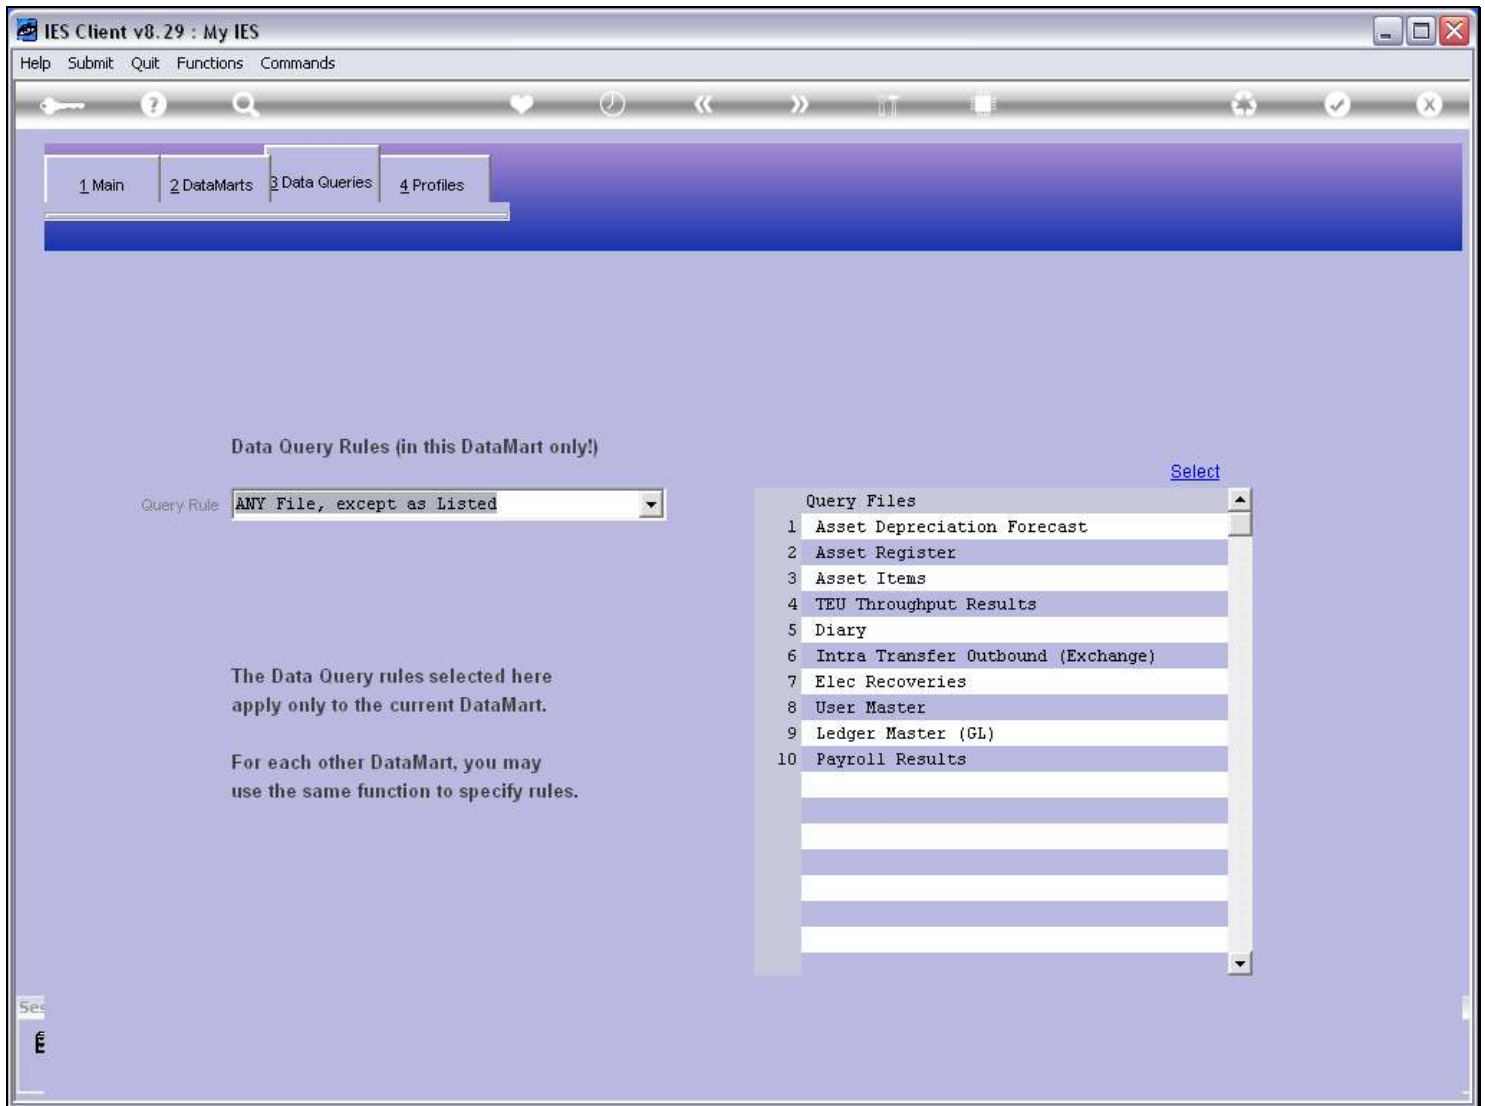 IES Client v8.29 : My IES
Help Submit Quit Functions Commands
1 Main
2 DataMarts
3 Data Queries
4 Profiles
Data Query Rules (in this DataMart only!)
Select
Query Rule ANY File, except as Listed
Query Files
1 Asset Depreciation Forecast
2 Asset Register
3 Asset Items
4 TEU Throughput Results
5 Diary
6 Intra Transfer Outbound (Exchange)
7 Elec Recoveries
8 User Master
9 Ledger Master (GL)
10 Payroll Results
The Data Query rules selected here
apply only to the current DataMart.
For each other DataMart, you may
use the same function to specify rules.